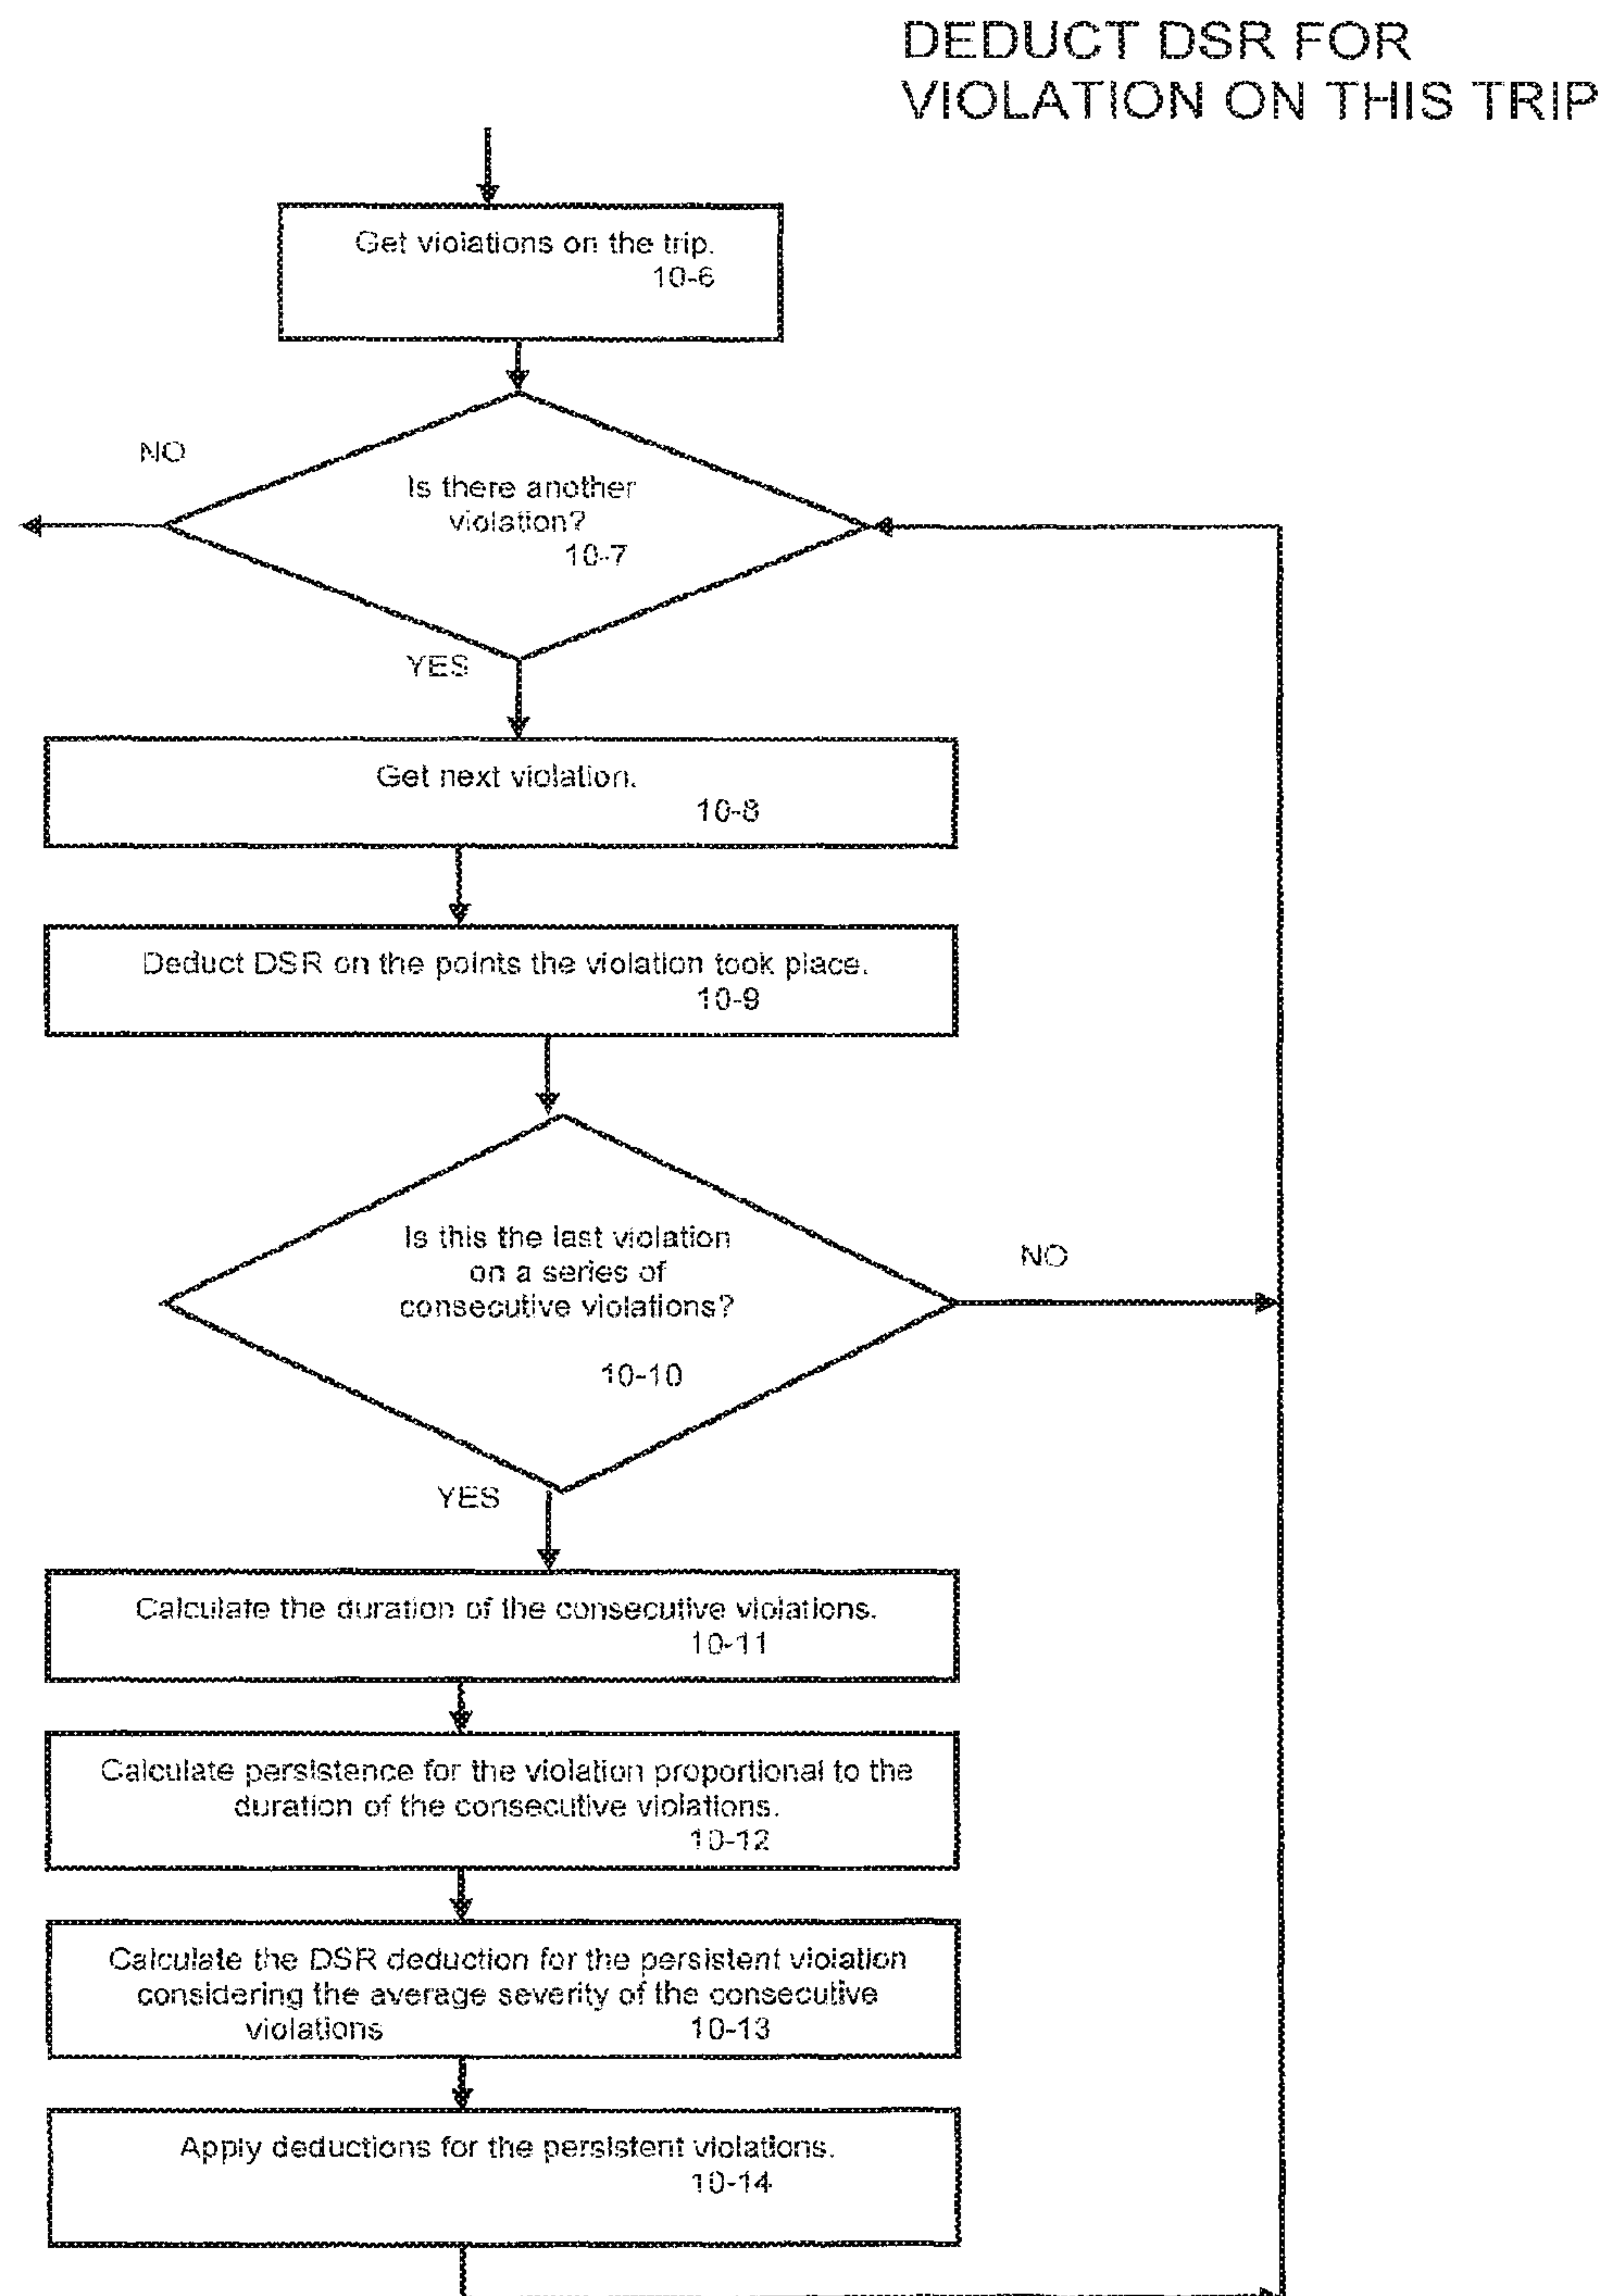 DEDUCT DSR FOR
VIOLATION ON THIS TRIP
Get violations on the trip.
10-6
NO
Is there another
violation?
10-7
YES
Get next violation.
10-8
Deduct DSR on the points the violation took place.
10-9
Is this the last violation
on a series of
consecutive violations?
NO
10-10
YES
Calculate the duration of the consecutive violations.
10-11
Calculate persistence for the violation proportional to the
duration of the consecutive violations.
10-12
Calculate the DSR deduction for the persistent violation
considering the average severity of the consecutive
violations 10-13
Apply deductions for the persistent violations.
10-14